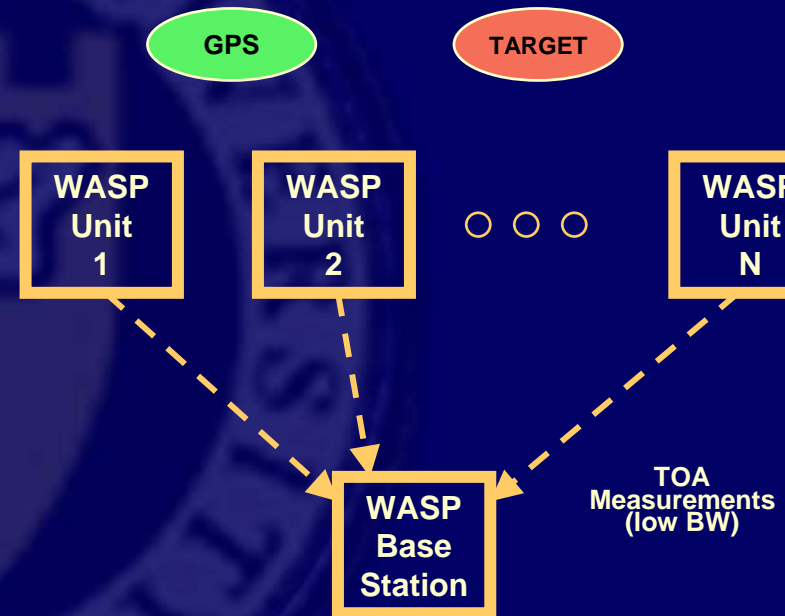 GPS
TARGET
WASP
Unit
1
WASP
Unit
2
WASP
Unit
N
TOA
Measurements
(low BW)
WASP
Base
Station